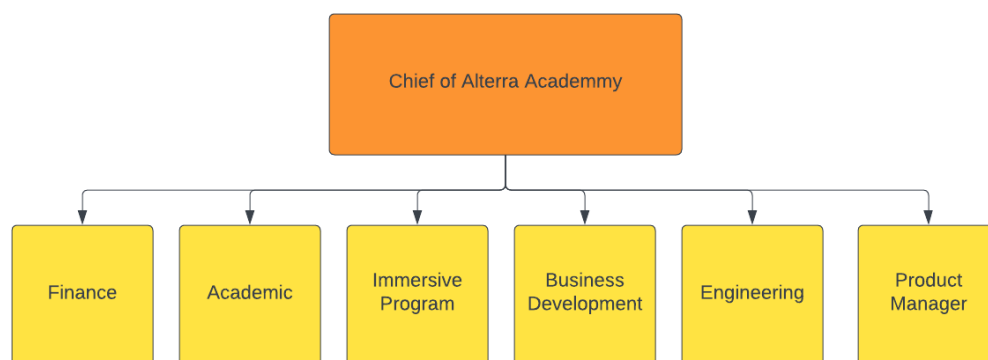 Chief of Alterra Academmy
Finance
Academic
Immersive
Program
Business
Development
Engineering
Product
Manager